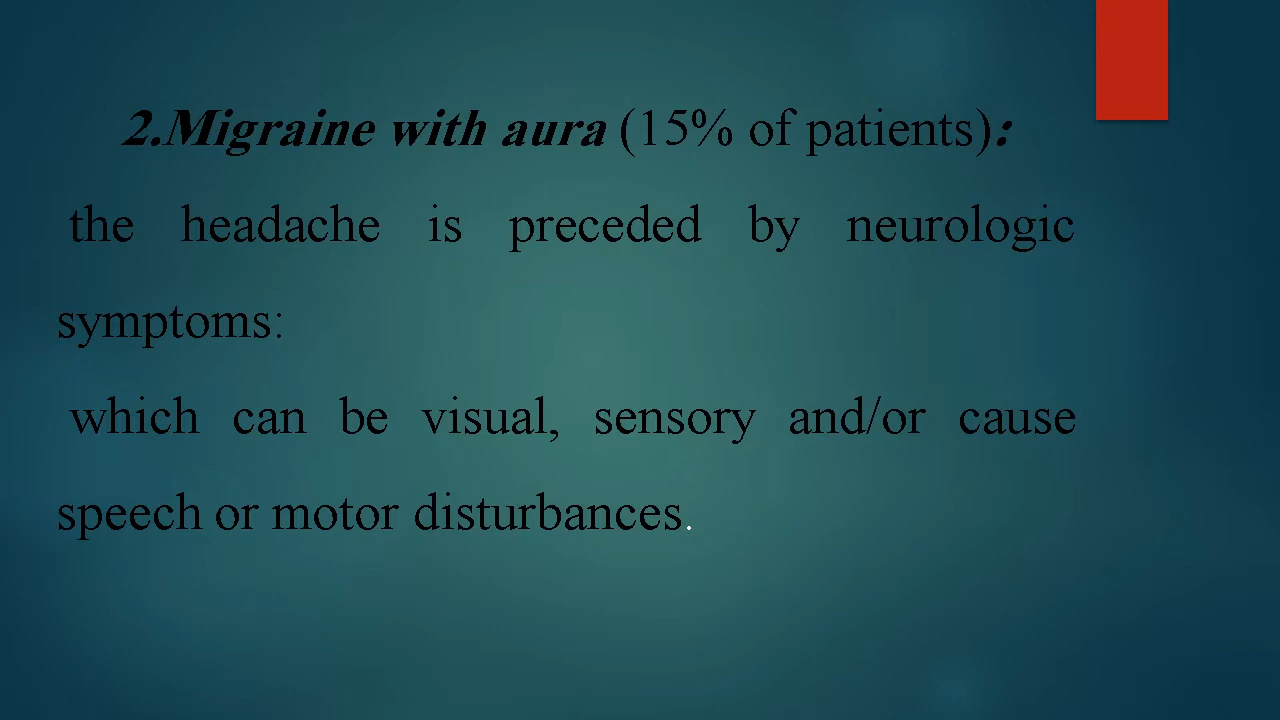 2.Migraine with aura (15% of patients):
the headache is preceded by neurologic
symptoms:
which can be visual, sensory and/or cause
speech or motor disturbances.